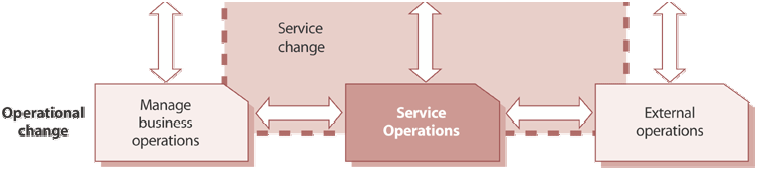 Service
change
Operational
change
Manage
business
operations
Service
Operations
External
operations